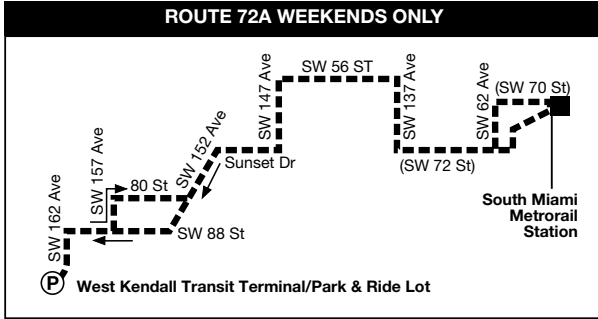 ROUTE 72A WEEKENDS ONLY
SW 56 ST
SW 147 Ave
SW 137 Ave
SW 62 Ave
(SW 70 St)
SW 152 Ave
Sunset Dr
(SW 72 St)
SW 157 Ave
80 St
SW 162 Ave
SW 88 St
South Miami
Metrorail
Station
P
West Kendall Transit Terminal/Park & Ride Lot